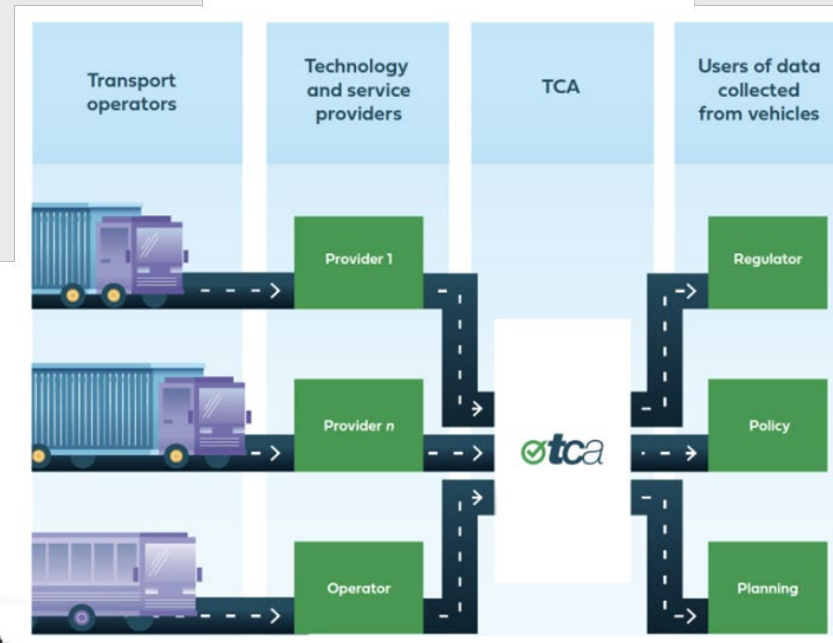 Transport
operators
Technology
and service
providers
TCA
Users of data
collected
from vehicles
Provider 1
Regulator
Provider n
tca
Policy
Operator
Planning